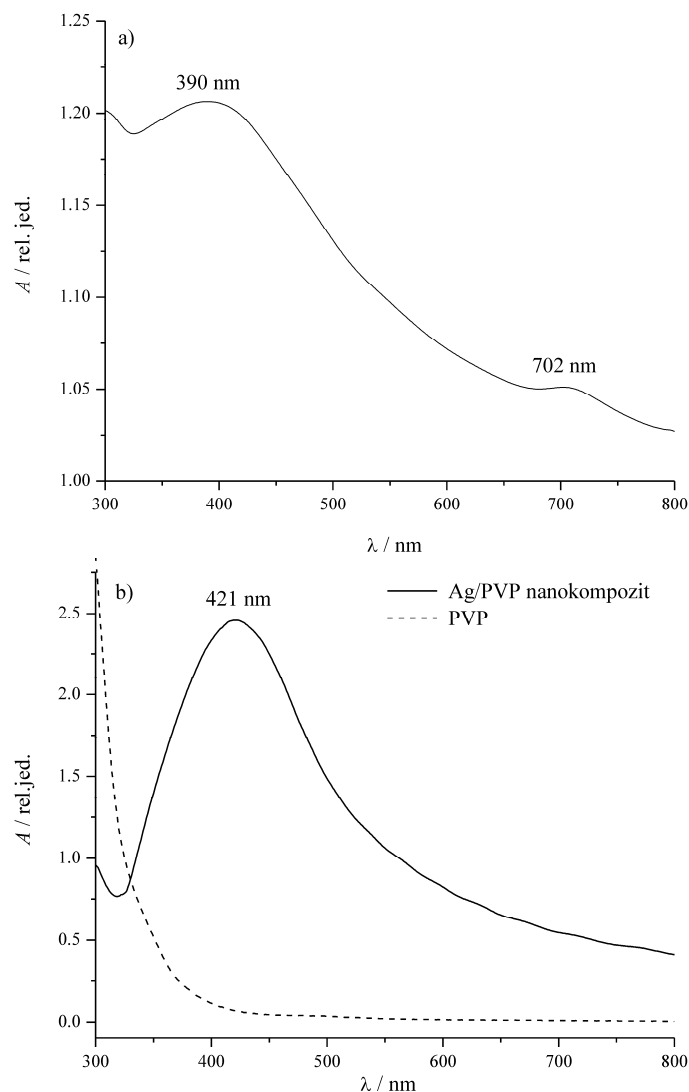 a)
1.25
390 nm
1.20
1.15
A / rel. jed.
1.10
702 nm
1.05
1.00
300 400 500 600 700 800
λ / nm
b)
421 nm
Ag/PVP nanokompozit
PVP
2.5
2.0
1.5
A / rel.jed.
1.0
0.5
0.0
300 400 500 600 700 800
λ / nm